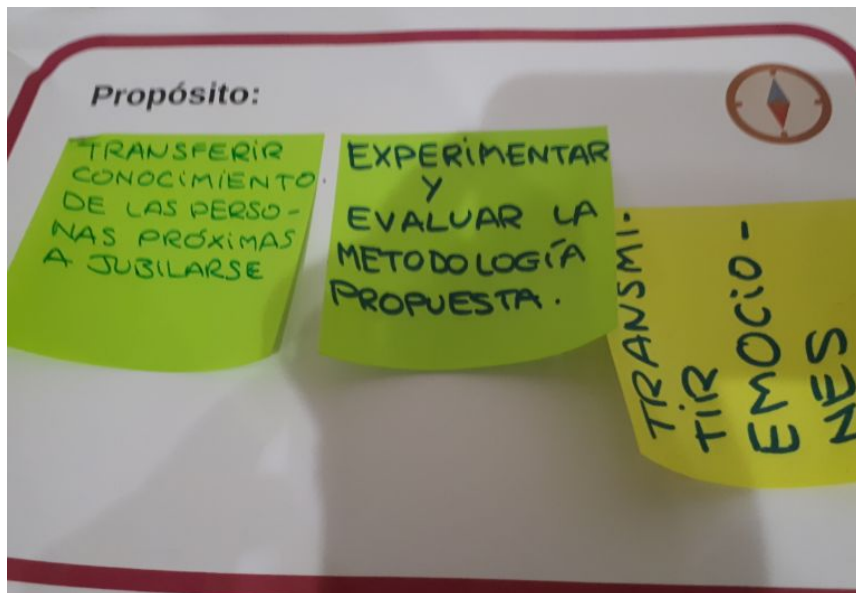 Propósito:
TRANSFERIR
CONOCIMIENTO.
DE LAS PERSO-
NAS PRÓXIMAS
A JUBILARSE
EXPERIMENTAR
Y
EVALUAR LA
METODOLOGÍA
PROPUESTA.
TRANSMI-
TIR
EMOCIO-
NES